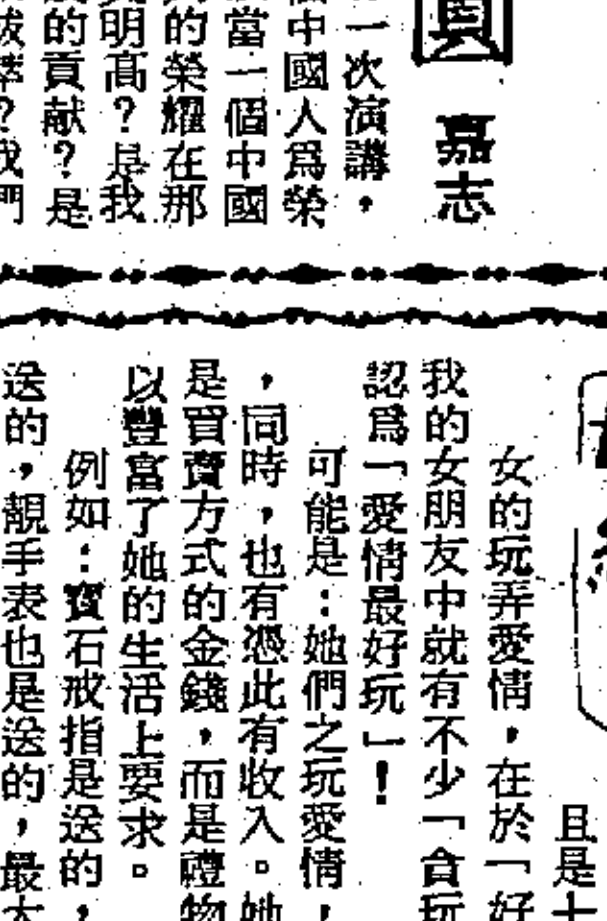 嘉志
一次演講，
中國人爲榮
當一個中國
的榮耀在那
明高？是我
的貢献？是
且是
女的玩弄愛情，在於「好
我的女朋友中就有不少「貪玩
認爲「愛情最好玩」！
可能是：她們之玩愛情，
，同時，也有憑此有收入。她
是買賣方式的金錢，而是禮物
以豐富了她的生活上要求。
例如：寶石戒指是送的，
送的，靚手表也是送的，最大